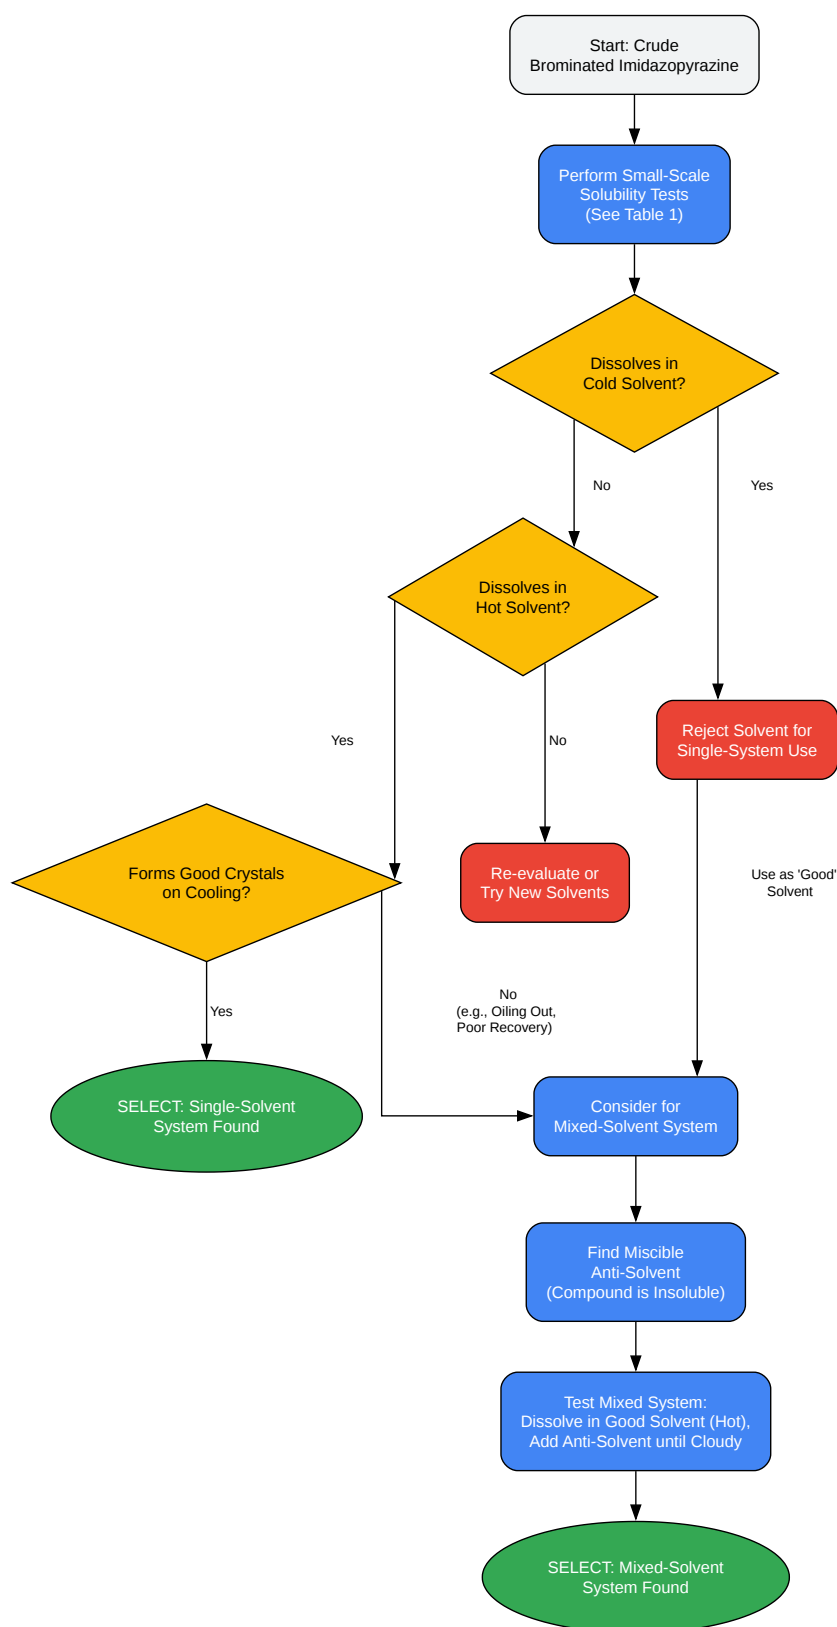 Start: Crude
Brominated Imidazopyrazine
Perform Small-Scale
Solubility Tests
(See Table 1)
Dissolves in
Cold Solvent?
No
Yes
Dissolves in
Hot Solvent?
Yes
No
Reject Solvent for
Single-System Use
Forms Good Crystals
on Cooling?
Re-evaluate or
Try New Solvents
Use as 'Good'
Solvent
Yes
No
(e.g., Oiling Out,
Poor Recovery)
SELECT: Single-Solvent
System Found
Consider for
Mixed-Solvent System
Find Miscible
Anti-Solvent
(Compound is Insoluble)
Test Mixed System:
Dissolve in Good Solvent (Hot),
Add Anti-Solvent until Cloudy
SELECT: Mixed-Solvent
System Found